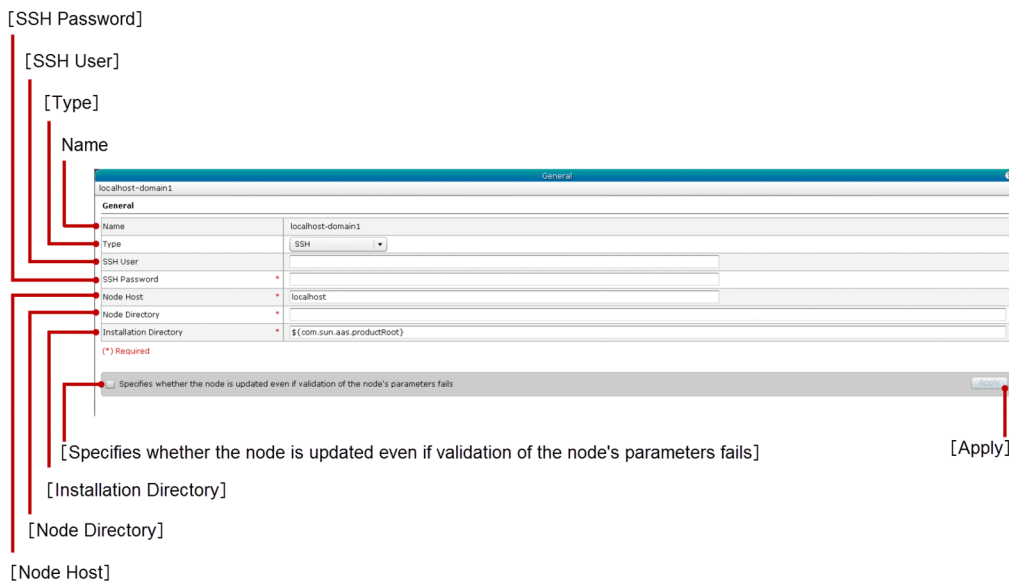 [SSH Password]
[SSH User]
[Type]
Name
General
localhost-domain1
General
Name localhost-domain1
Type SSH
SSH User
SSH Password *
Node Host * localhost
Node Directory *
Installation Directory * ${com.sun.aas.productRoot}
(*) Required
Specifies whether the node is updated even if validation of the node's parameters fails Apply
[Specifies whether the node is updated even if validation of the node's parameters fails] [Apply]
[Installation Directory]
[Node Directory]
[Node Host]